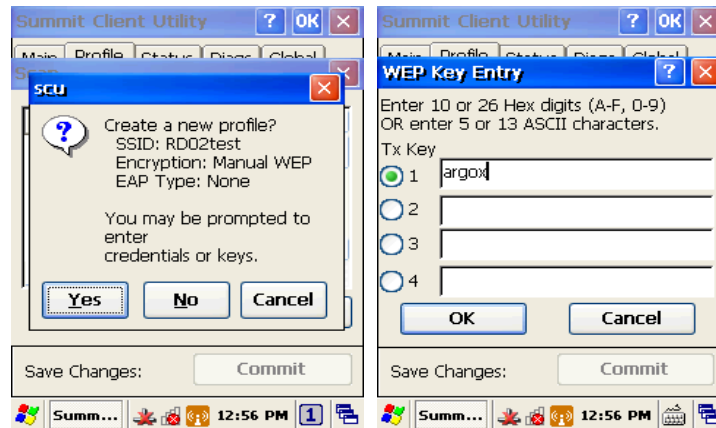 Summit Client Utility ? OK
Main Profile Status Diags Global
scu
Create a new profile?
SSID: RD02test
Encryption: Manual WEP
EAP Type: None
You may be prompted to
enter
credentials or keys.
Yes No Cancel
Save Changes: Commit
Summ... 12:56 PM 1
Summit Client Utility ? OK
Main Profile Status Diags Global
WEP Key Entry ?
Enter 10 or 26 Hex digits (A-F, 0-9)
OR enter 5 or 13 ASCII characters.
Tx Key
1 argox
2
3
4
OK Cancel
Save Changes: Commit
Summ... 12:56 PM